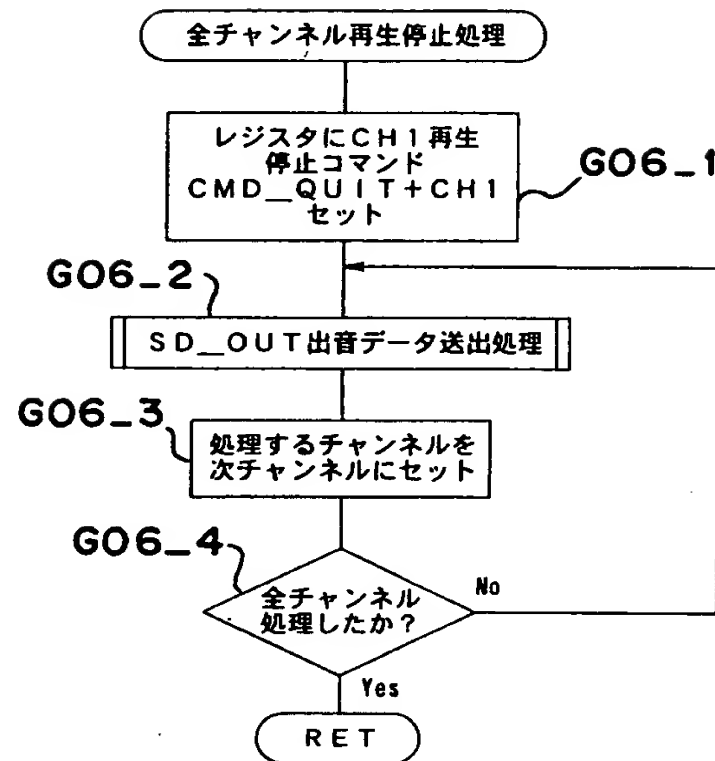 全チャンネル再生停止処理
レジスタにCH1再生
停止コマンド
CMD__QUIT+CH1
セット
G06_1
G06_2
SD__OUT出音データ送出処理
G06_3
処理するチャンネルを
次チャンネルにセット
G06_4
全チャンネル
処理したか?
No
Yes
RET